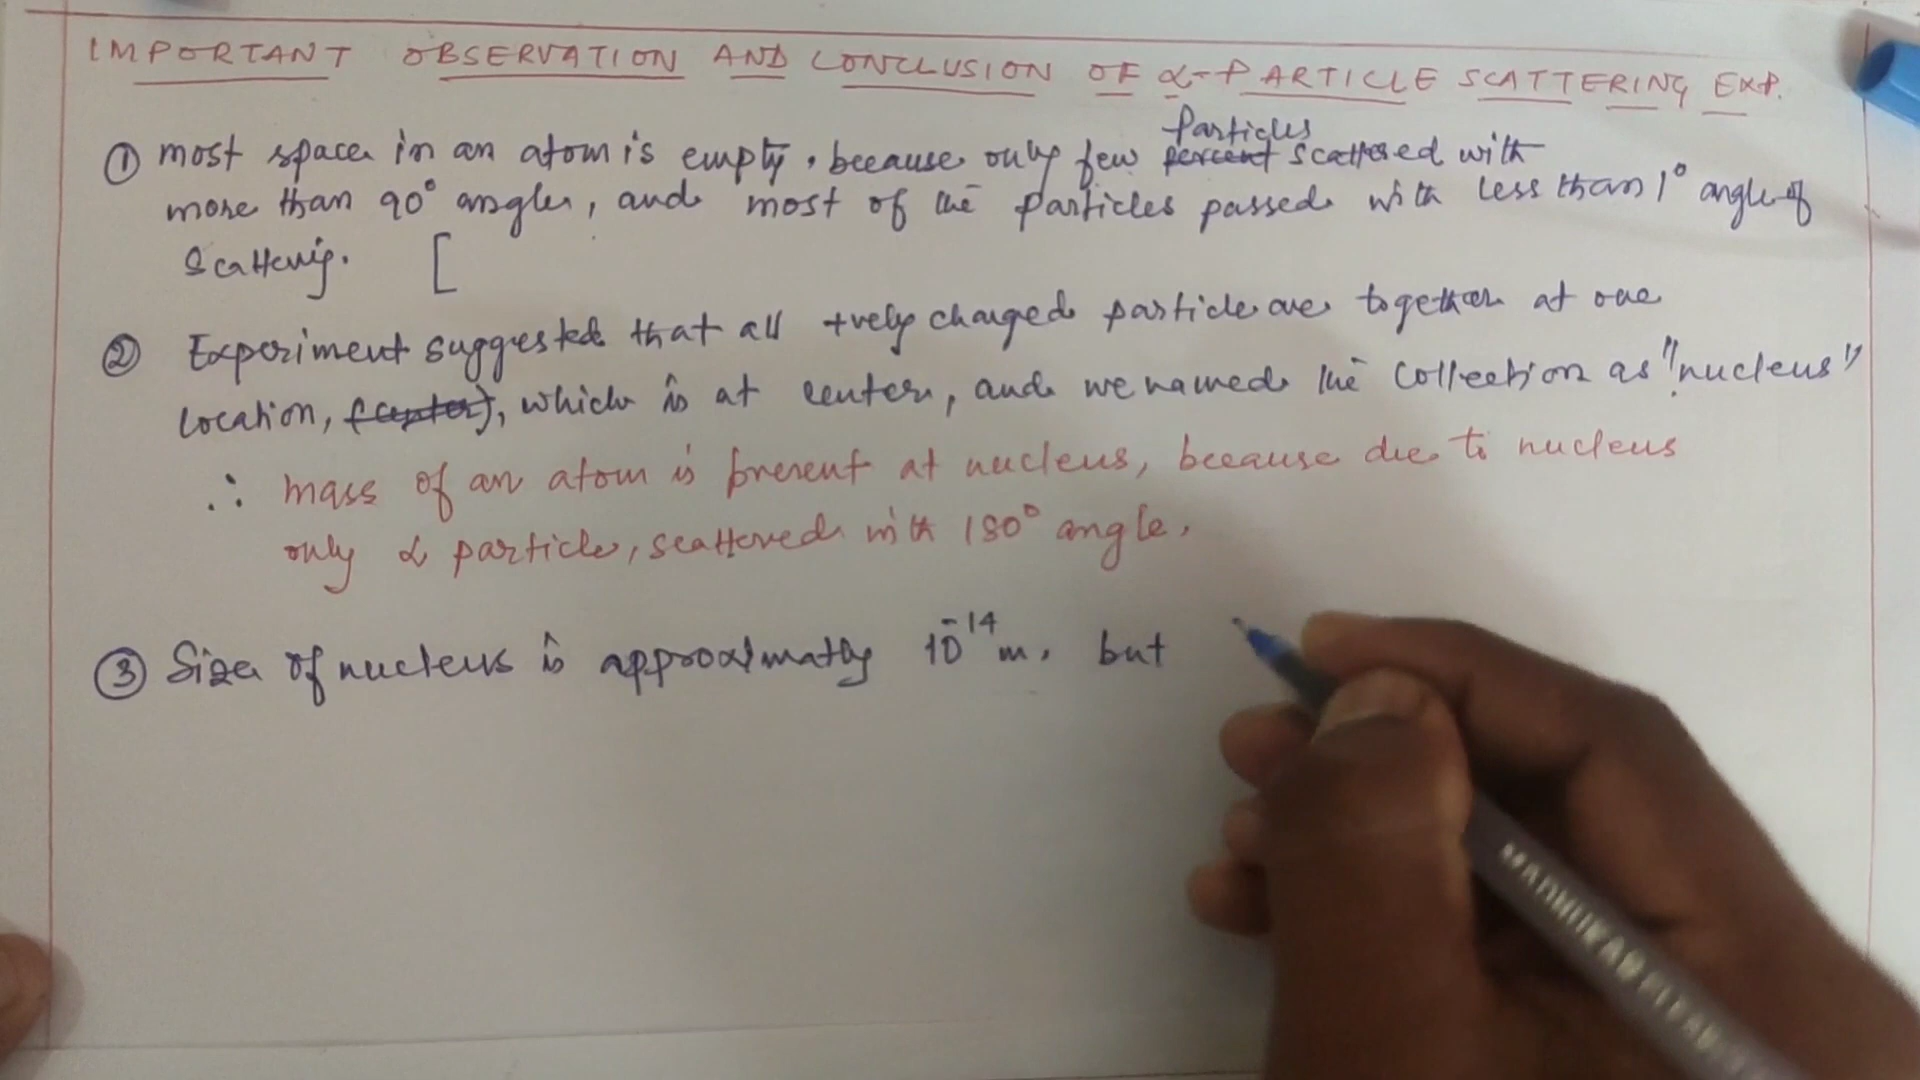 IMPORTANT OBSERVATION AND CONCLUSION OF α-PARTICLE SCATTERING EXP.
① most space in an atom is empty, because only few particles percent scattered with
more than 90° angles, and most of the particles passed with less than 1° angle of
scattering. [
② Experiment suggested that all +vely charged particle are together at one
location, (center), which is at center, and we named the collection as "nucleus"
∴ mass of an atom is present at nucleus, because due to nucleus
only α particle, scattered with 180° angle.
③ Size of nucleus is approximatly 10⁻¹⁴ m. but